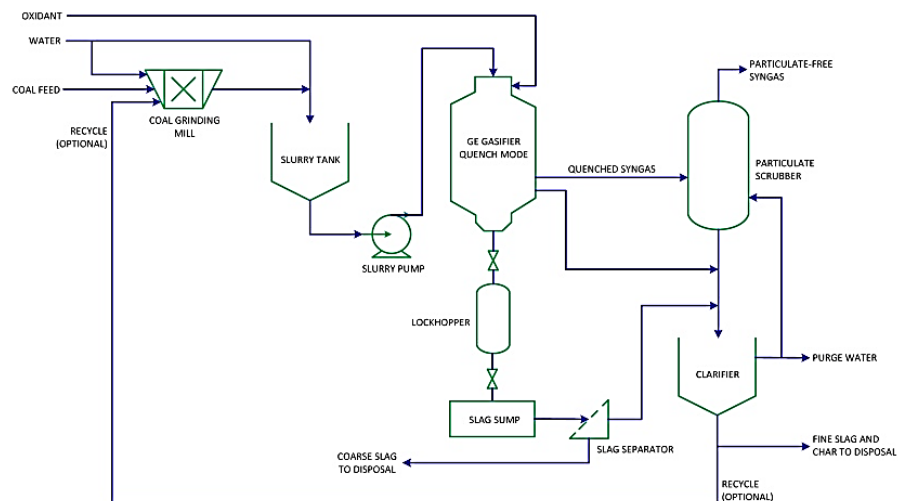 OXIDANT
WATER
COAL FEED
RECYCLE
(OPTIONAL)
COAL GRINDING
MILL
SLURRY TANK
SLURRY PUMP
GE GASIFIER
QUENCH MODE
QUENCHED SYNGAS
PARTICULATE-FREE
SYNGAS
PARTICULATE
SCRUBBER
LOCKHOPPER
SLAG SUMP
SLAG SEPARATOR
COARSE SLAG
TO DISPOSAL
CLARIFIER
PURGE WATER
FINE SLAG AND
CHAR TO DISPOSAL
RECYCLE
(OPTIONAL)